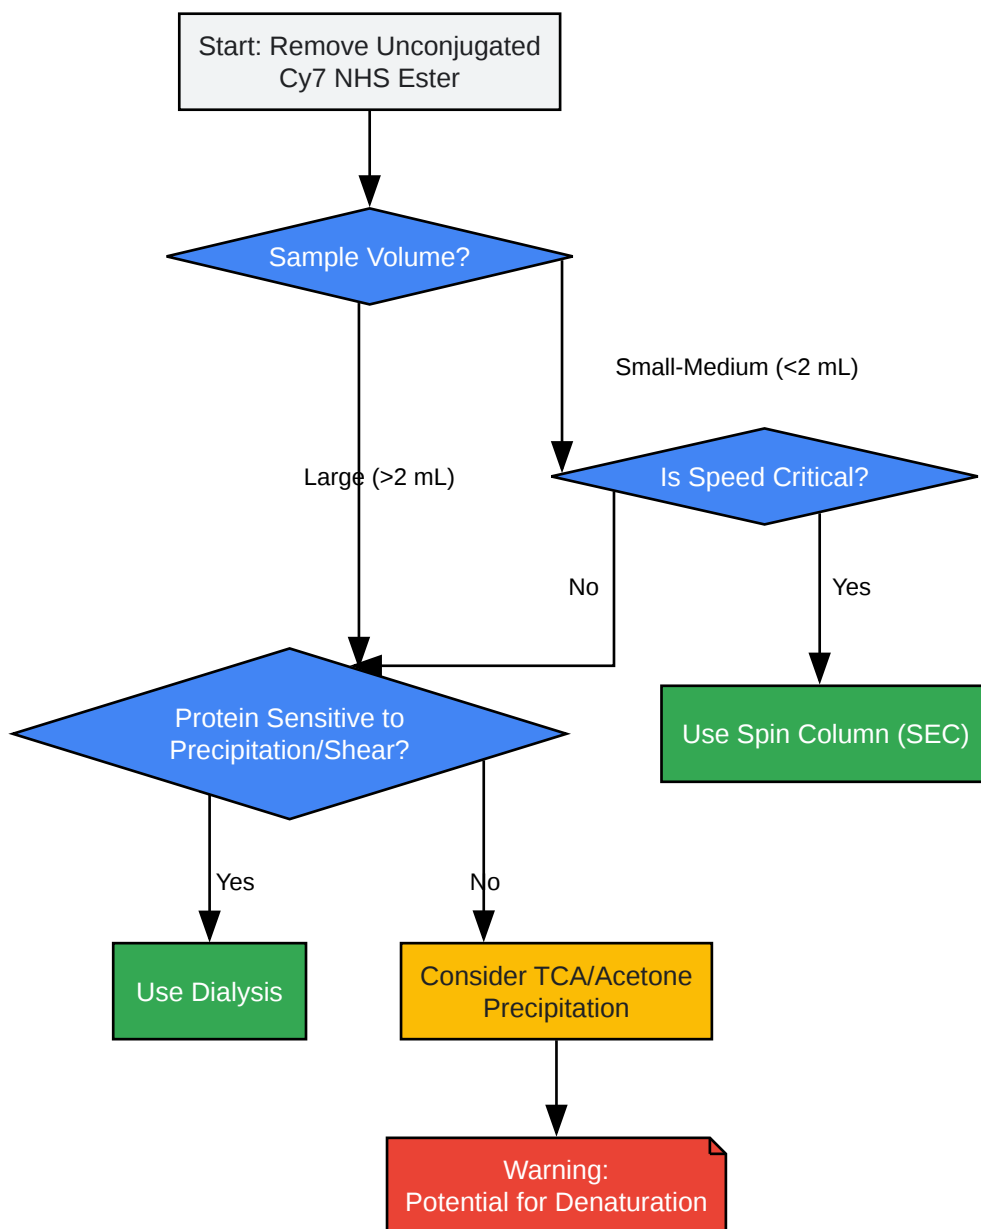 Start: Remove Unconjugated
Cy7 NHS Ester
Sample Volume?
Small-Medium (<2 mL)
Large (>2 mL)
Is Speed Critical?
No
Yes
Protein Sensitive to
Precipitation/Shear?
Use Spin Column (SEC)
Yes
No
Use Dialysis
Consider TCA/Acetone
Precipitation
Warning:
Potential for Denaturation